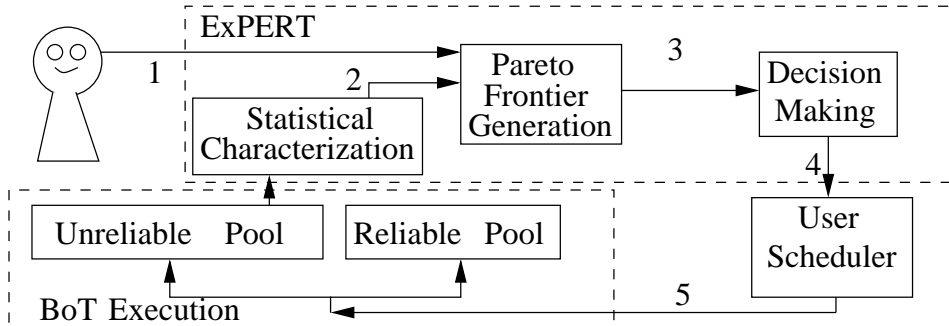 ExPERT
1
2
3
Pareto
Frontier
Generation
Decision
Making
Statistical
Characterization
4
Unreliable Pool
Reliable Pool
User
Scheduler
5
BoT Execution